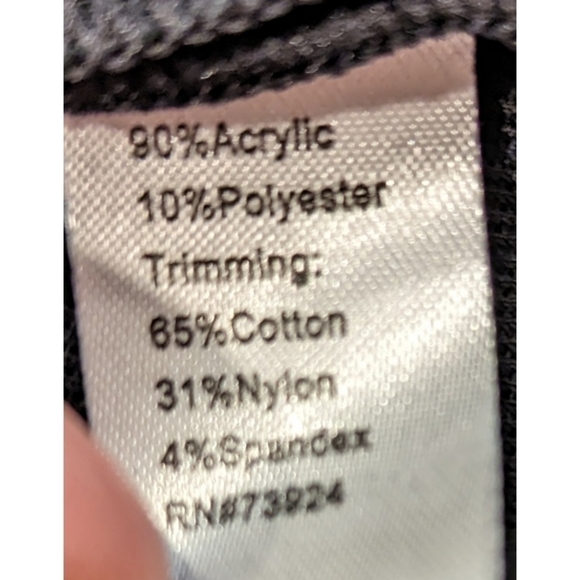 90%Acrylic
10%Polyester
Trimming:
65%Cotton
31%Nylon
4%Spandex
RN#73924